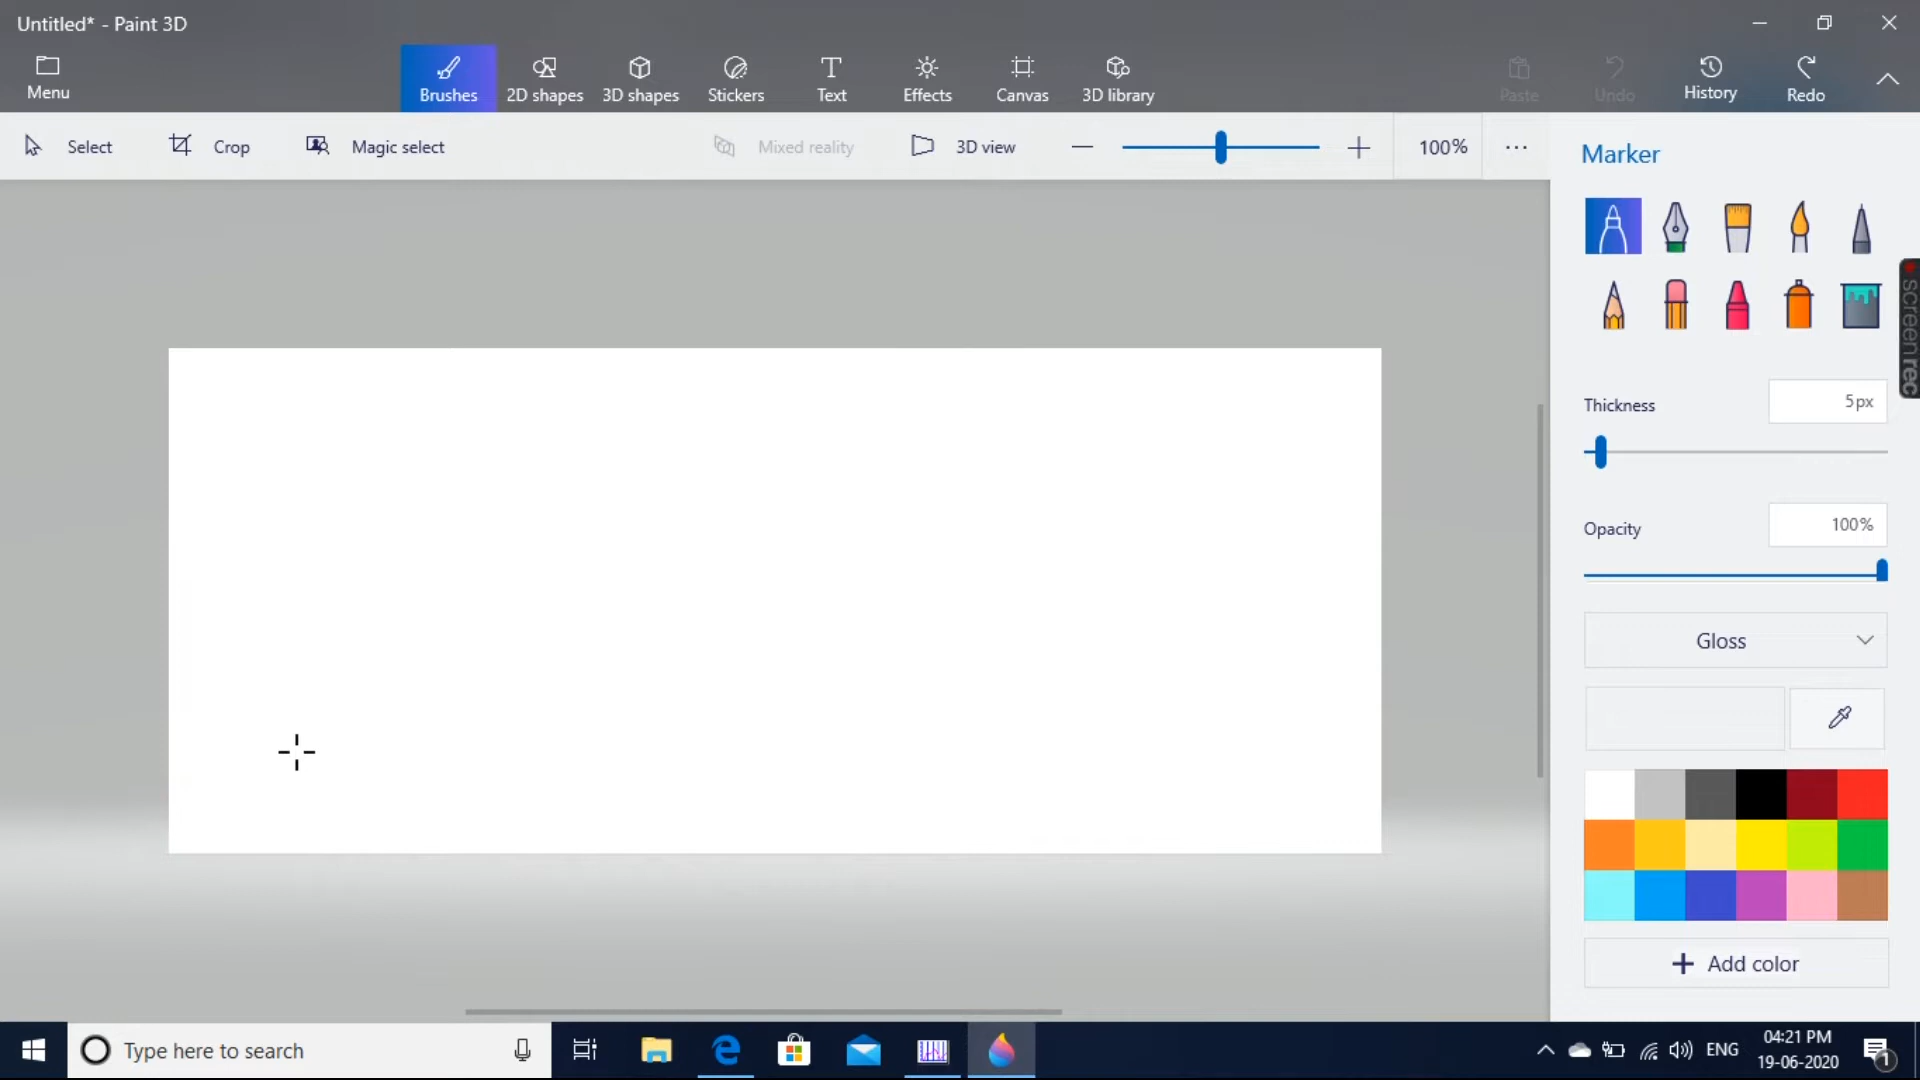 Untitled* - Paint 3D
Menu
Brushes
2D shapes
3D shapes
Stickers
Text
Effects
Canvas
3D library
Paste
Undo
History
Redo
Select
Crop
Magic select
Mixed reality
3D view
100%
Marker
Thickness
5px
Opacity
100%
Gloss
Add color
screenrec
Type here to search
ENG
04:21 PM
19-06-2020
1